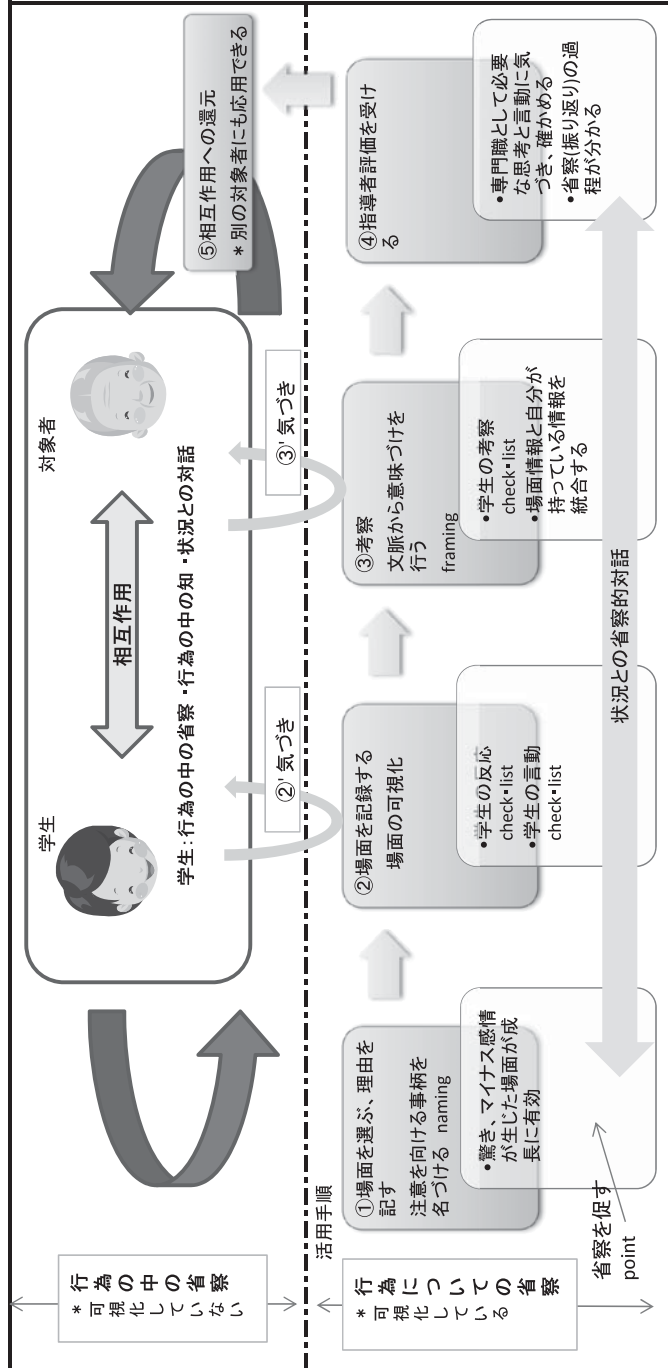 行為の中の省察
*可視化していない
学生
対象者
相互作用
学生:行為の中の省察・行為の中の知・状況との対話
⑤相互作用への還元
*別の対象者にも応用できる
②' 気づき
③' 気づき
活用手順
行為についての省察
*可視化している
①場面を選ぶ、理由を
記す
注意を向ける事柄を
名づける naming
②場面を記録する
場面の可視化
③考察
文脈から意味づけを
行う
framing
④指導者評価を受け
る
省察を促す
point
•驚き、マイナス感情
が生じた場面が成
長に有効
•学生の反応
check・list
•学生の言動
check・list
•学生の考察
check・list
•場面情報と自分が
持っている情報を
統合する
•専門職として必要
な思考と言動に気
づき、確かめる
•省察(振り返り)の過
程が分かる
状況との省察的対話